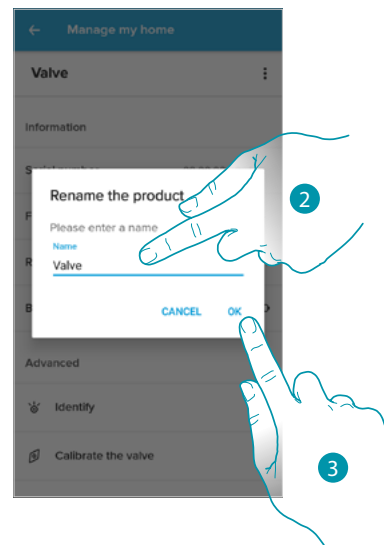 Manage my home
Valve
Information
Rename the product
Please enter a name
Name
Valve
CANCEL OK
Advanced
Identify
Calibrate the valve
2
3